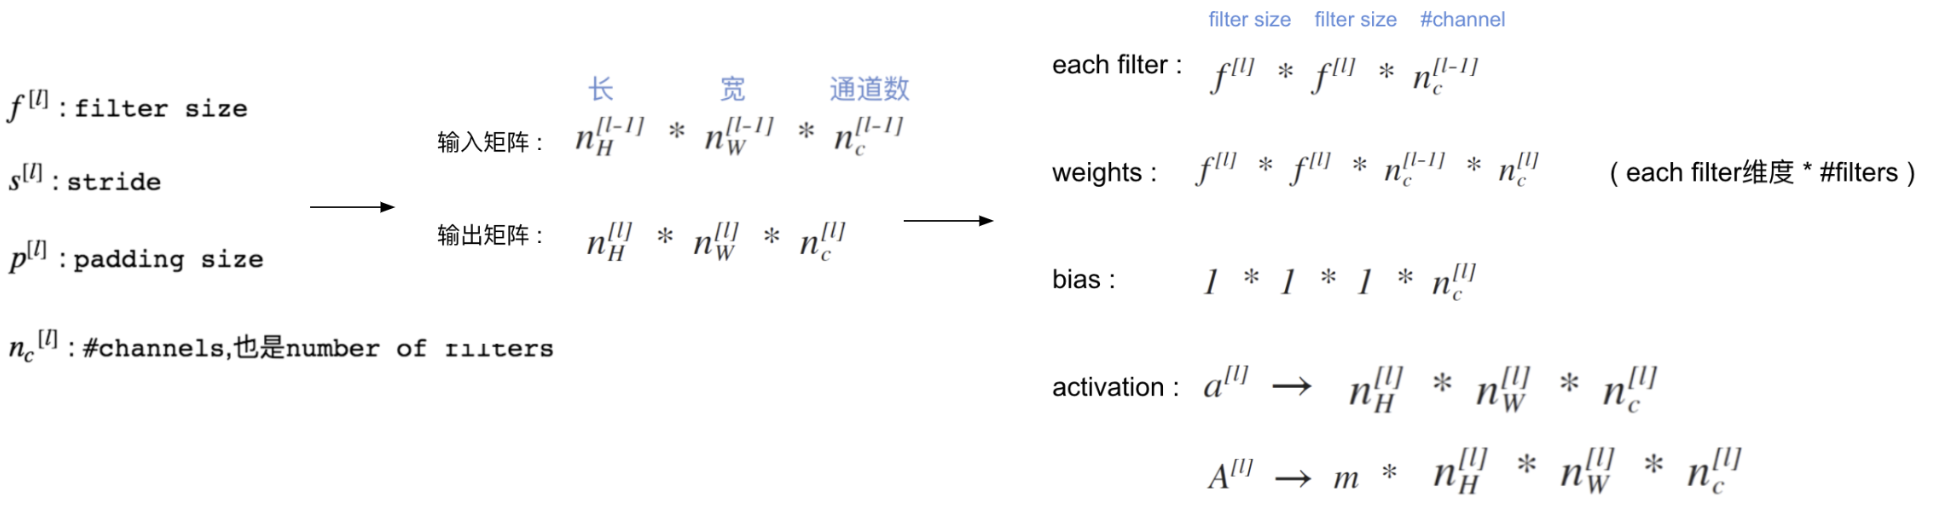 f^[l] : filter size
s^[l] : stride
p^[l] : padding size
n_c^[l] : #channels,也是number of filters
长 宽 通道数
输入矩阵 : n_H^[l-1] * n_W^[l-1] * n_c^[l-1]
输出矩阵 : n_H^[l] * n_W^[l] * n_c^[l]
filter size filter size #channel
each filter : f^[l] * f^[l] * n_c^[l-1]
weights : f^[l] * f^[l] * n_c^[l-1] * n_c^[l] ( each filter维度 * #filters )
bias : 1 * 1 * 1 * n_c^[l]
activation : a^[l] → n_H^[l] * n_W^[l] * n_c^[l]
A^[l] → m * n_H^[l] * n_W^[l] * n_c^[l]